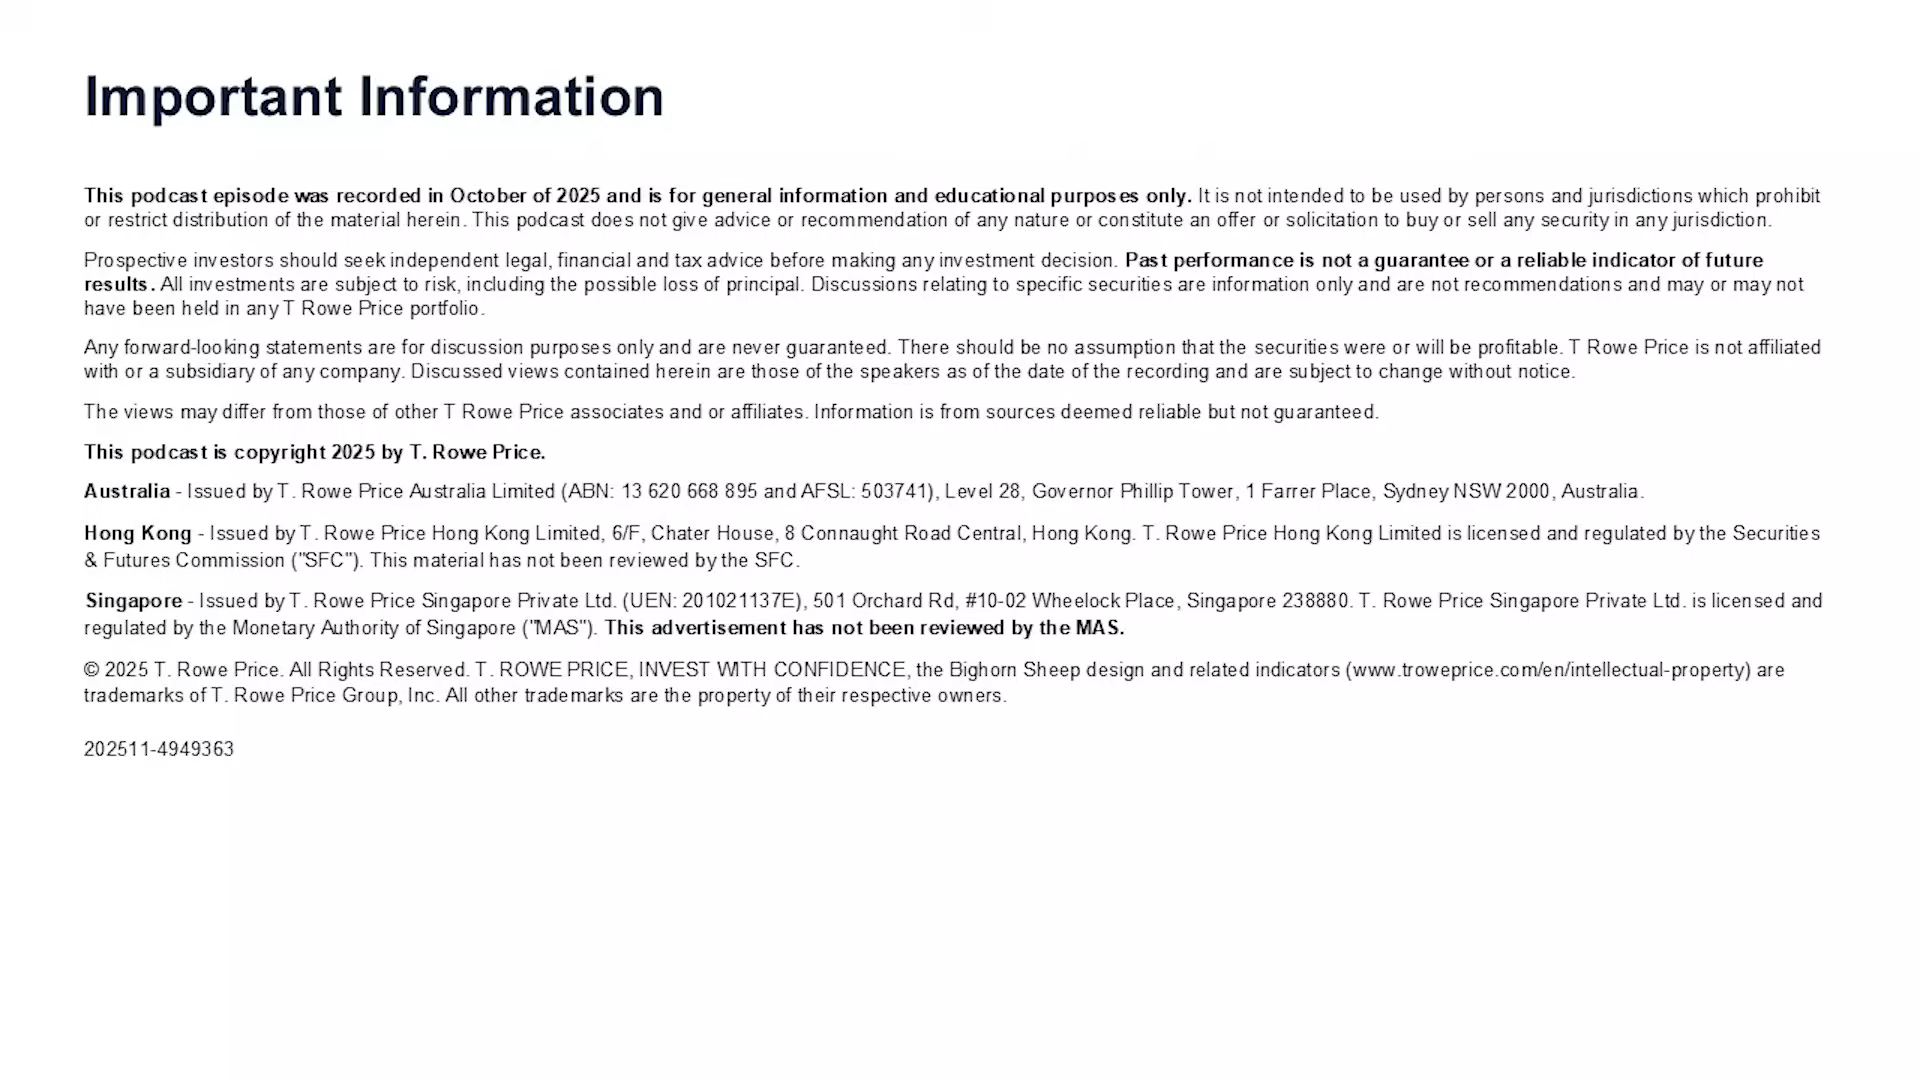 Important Information
This podcast episode was recorded in October of 2025 and is for general information and educational purposes only. It is not intended to be used by persons and jurisdictions which prohibit
or restrict distribution of the material herein. This podcast does not give advice or recommendation of any nature or constitute an offer or solicitation to buy or sell any security in any jurisdiction.
Prospective investors should seek independent legal, financial and tax advice before making any investment decision. Past performance is not a guarantee or a reliable indicator of future
results. All investments are subject to risk, including the possible loss of principal. Discussions relating to specific securities are information only and are not recommendations and may or may not
have been held in any T Rowe Price portfolio.
Any forward-looking statements are for discussion purposes only and are never guaranteed. There should be no assumption that the securities were or will be profitable. T Rowe Price is not affiliated
with or a subsidiary of any company. Discussed views contained herein are those of the speakers as of the date of the recording and are subject to change without notice.
The views may differ from those of other T Rowe Price associates and or affiliates. Information is from sources deemed reliable but not guaranteed.
This podcast is copyright 2025 by T. Rowe Price.
Australia - Issued by T. Rowe Price Australia Limited (ABN: 13 620 668 895 and AFSL: 503741), Level 28, Governor Phillip Tower, 1 Farrer Place, Sydney NSW 2000, Australia.
Hong Kong - Issued by T. Rowe Price Hong Kong Limited, 6/F, Chater House, 8 Connaught Road Central, Hong Kong. T. Rowe Price Hong Kong Limited is licensed and regulated by the Securities
& Futures Commission ("SFC"). This material has not been reviewed by the SFC.
Singapore - Issued by T. Rowe Price Singapore Private Ltd. (UEN: 201021137E), 501 Orchard Rd, #10-02 Wheelock Place, Singapore 238880. T. Rowe Price Singapore Private Ltd. is licensed and
regulated by the Monetary Authority of Singapore ("MAS"). This advertisement has not been reviewed by the MAS.
© 2025 T. Rowe Price. All Rights Reserved. T. ROWE PRICE, INVEST WITH CONFIDENCE, the Bighorn Sheep design and related indicators (www.troweprice.com/en/intellectual-property) are
trademarks of T. Rowe Price Group, Inc. All other trademarks are the property of their respective owners.
202511-4949363